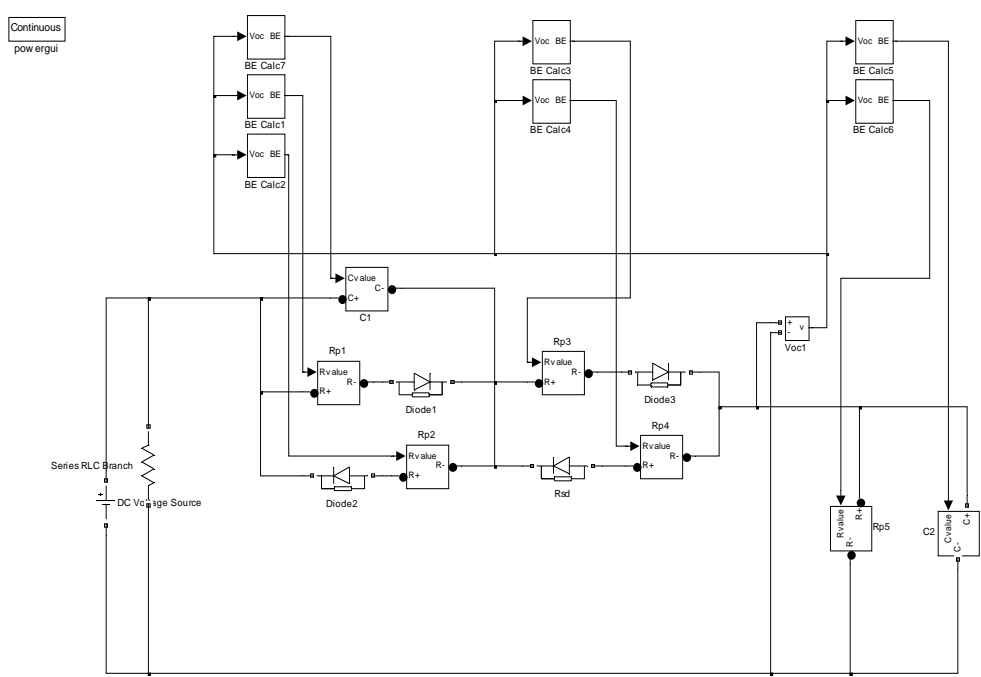 Continuous
powergui
Voc BE
BE Calc7
Voc BE
BE Calc1
Voc BE
BE Calc2
Voc BE
BE Calc3
Voc BE
BE Calc4
Voc BE
BE Calc5
Voc BE
BE Calc6
Cvalue
C-
C+
C1
+
-
v
Voc1
Rp1
Rvalue
R-
R+
Diode1
Rp3
Rvalue
R-
R+
Diode3
Rp2
Rvalue
R-
R+
Diode2
Rsd
Rp4
Rvalue
R-
R+
Series RLC Branch
+
DC Voltage Source
Rvalue
R+
R-
Rp5
C2
Cvalue
C+
C-